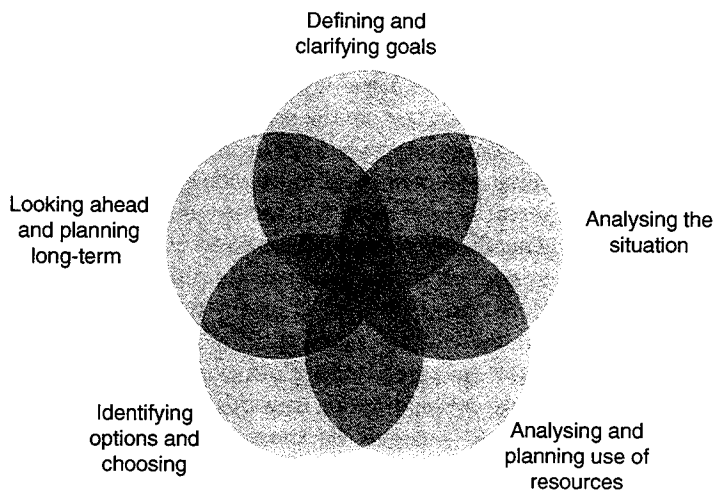 Defining and
clarifying goals
Looking ahead
and planning
long-term
Analysing the
situation
Identifying
options and
choosing
Analysing and
planning use of
resources